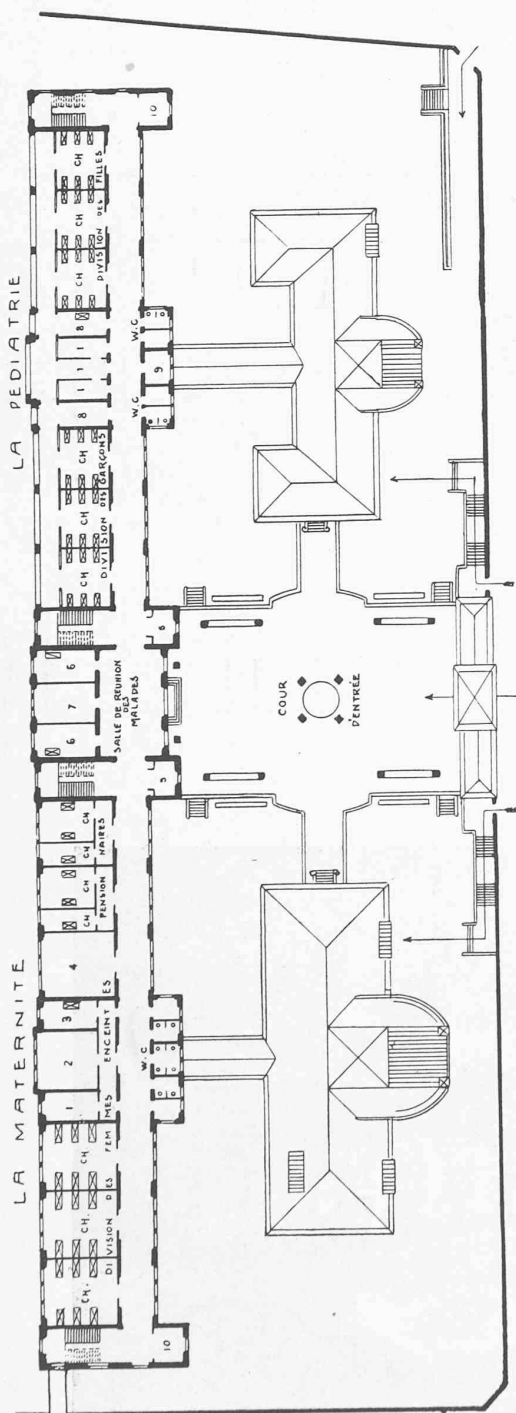 LA MATERNITÉ
LA PEDIATRIE
CH.
CH.
CH.
1
2
3
4
CH
CH
CH
CH
6
7
6
CH
CH
CH
8
1
1
1
8
CH
CH
CH
DIVISION DES FEMMES ENCEINTES
PENSIONNAIRES
SALLE DE REUNION
DES
MALADES
DIVISION DES GARÇONS
DIVISION DES FILLES
10
W.C
5
W.C
9
W.C
10
COUR
D'ENTRÉE